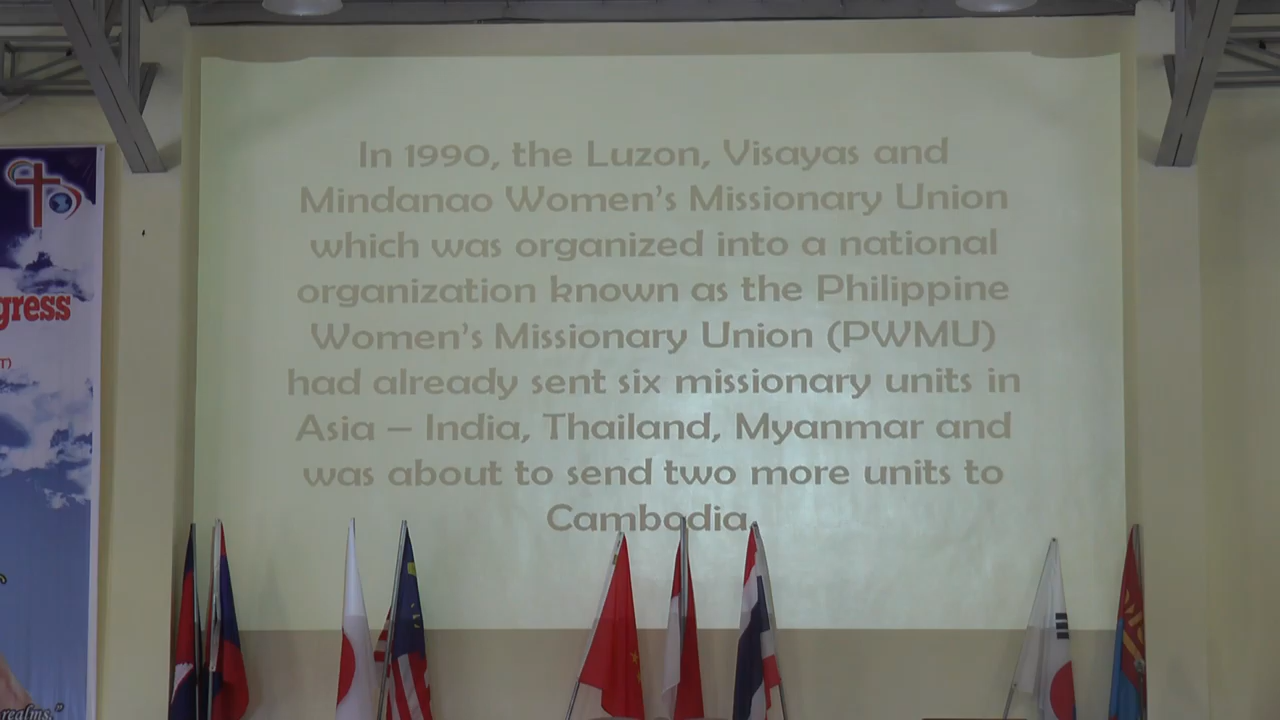 In 1990, the Luzon, Visayas and
Mindanao Women's Missionary Union
which was organized into a national
organization known as the Philippine
Women's Missionary Union (PWMU)
had already sent six missionary units in
Asia – India, Thailand, Myanmar and
was about to send two more units to
Cambodia.
gress
realms."